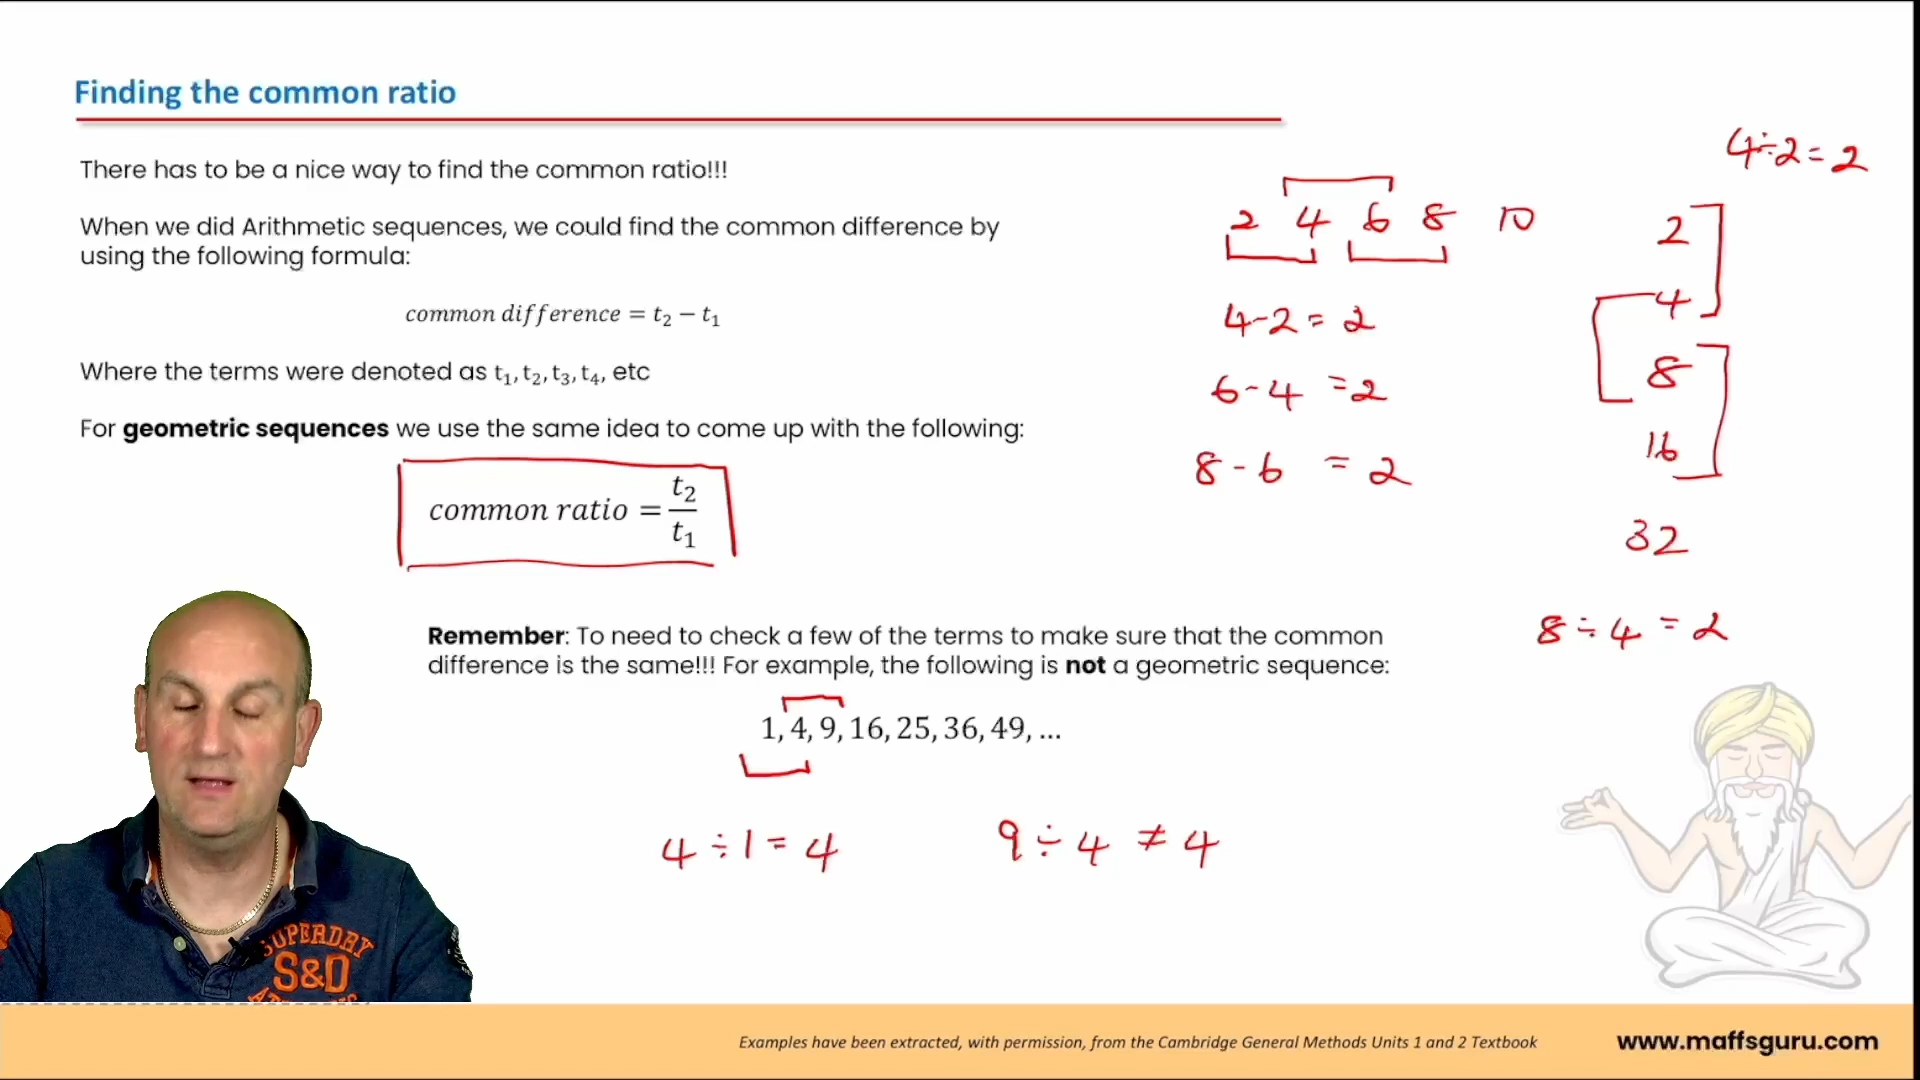 Finding the common ratio
There has to be a nice way to find the common ratio!!!
When we did Arithmetic sequences, we could find the common difference by
using the following formula:
common difference = t₂ − t₁
Where the terms were denoted as t₁, t₂, t₃, t₄, etc
For geometric sequences we use the same idea to come up with the following:
common ratio = t₂/t₁
Remember: To need to check a few of the terms to make sure that the common
difference is the same!!! For example, the following is not a geometric sequence:
1, 4, 9, 16, 25, 36, 49, ...
4 ÷ 1 = 4
9 ÷ 4 ≠ 4
2 4 6 8 10
4 - 2 = 2
6 - 4 = 2
8 - 6 = 2
4 ÷ 2 = 2
2
4
8
16
32
8 ÷ 4 = 2
SUPERDRY
S&D
Examples have been extracted, with permission, from the Cambridge General Methods Units 1 and 2 Textbook
www.maffsguru.com